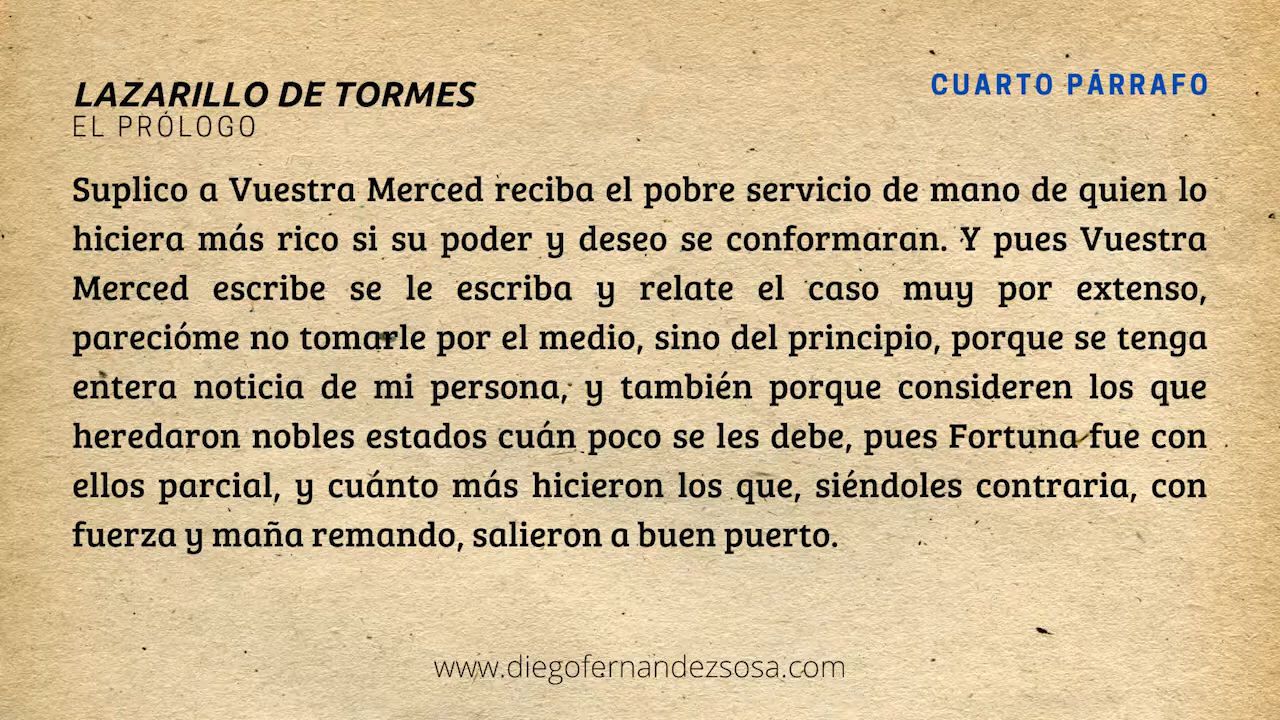 LAZARILLO DE TORMES
EL PRÓLOGO
CUARTO PÁRRAFO
Suplico a Vuestra Merced reciba el pobre servicio de mano de quien lo
hiciera más rico si su poder y deseo se conformaran. Y pues Vuestra
Merced escribe se le escriba y relate el caso muy por extenso,
parecióme no tomarle por el medio, sino del principio, porque se tenga
entera noticia de mi persona, y también porque consideren los que
heredaron nobles estados cuán poco se les debe, pues Fortuna fue con
ellos parcial, y cuánto más hicieron los que, siéndoles contraria, con
fuerza y maña remando, salieron a buen puerto.
www.diegofernandezsosa.com